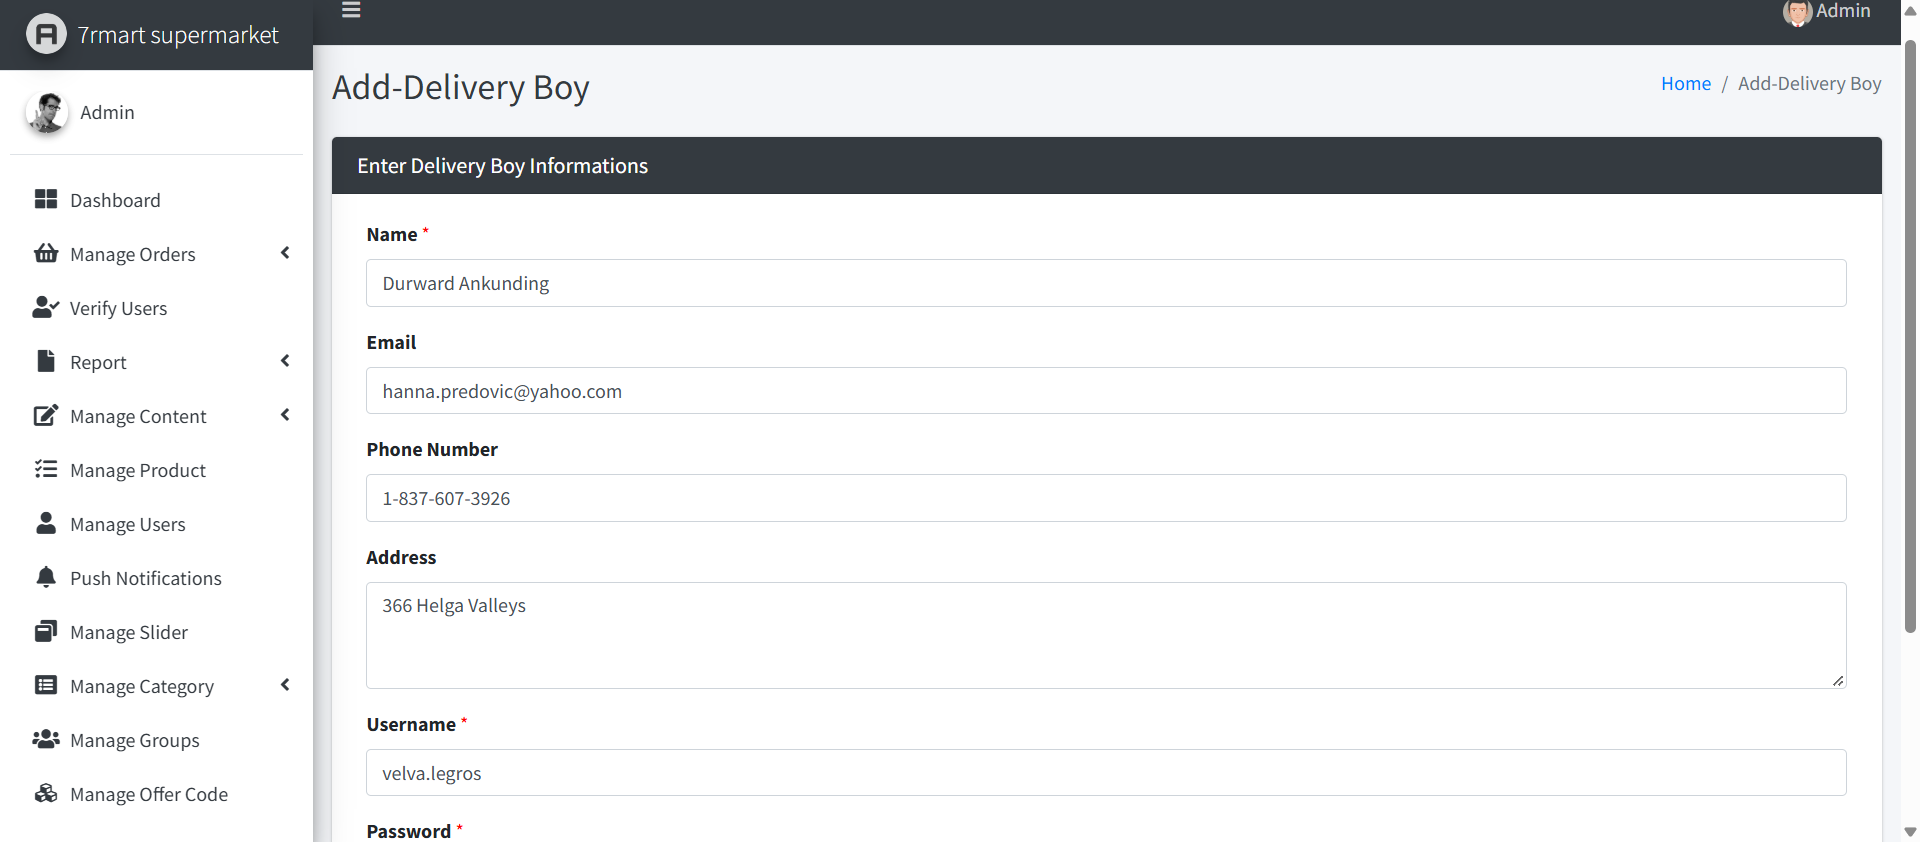 7rmart supermarket
Admin
Admin
Dashboard
Manage Orders
Verify Users
Report
Manage Content
Manage Product
Manage Users
Push Notifications
Manage Slider
Manage Category
Manage Groups
Manage Offer Code
Add-Delivery Boy
Home / Add-Delivery Boy
Enter Delivery Boy Informations
Name *
Durward Ankunding
Email
hanna.predovic@yahoo.com
Phone Number
1-837-607-3926
Address
366 Helga Valleys
Username *
velva.legros
Password *